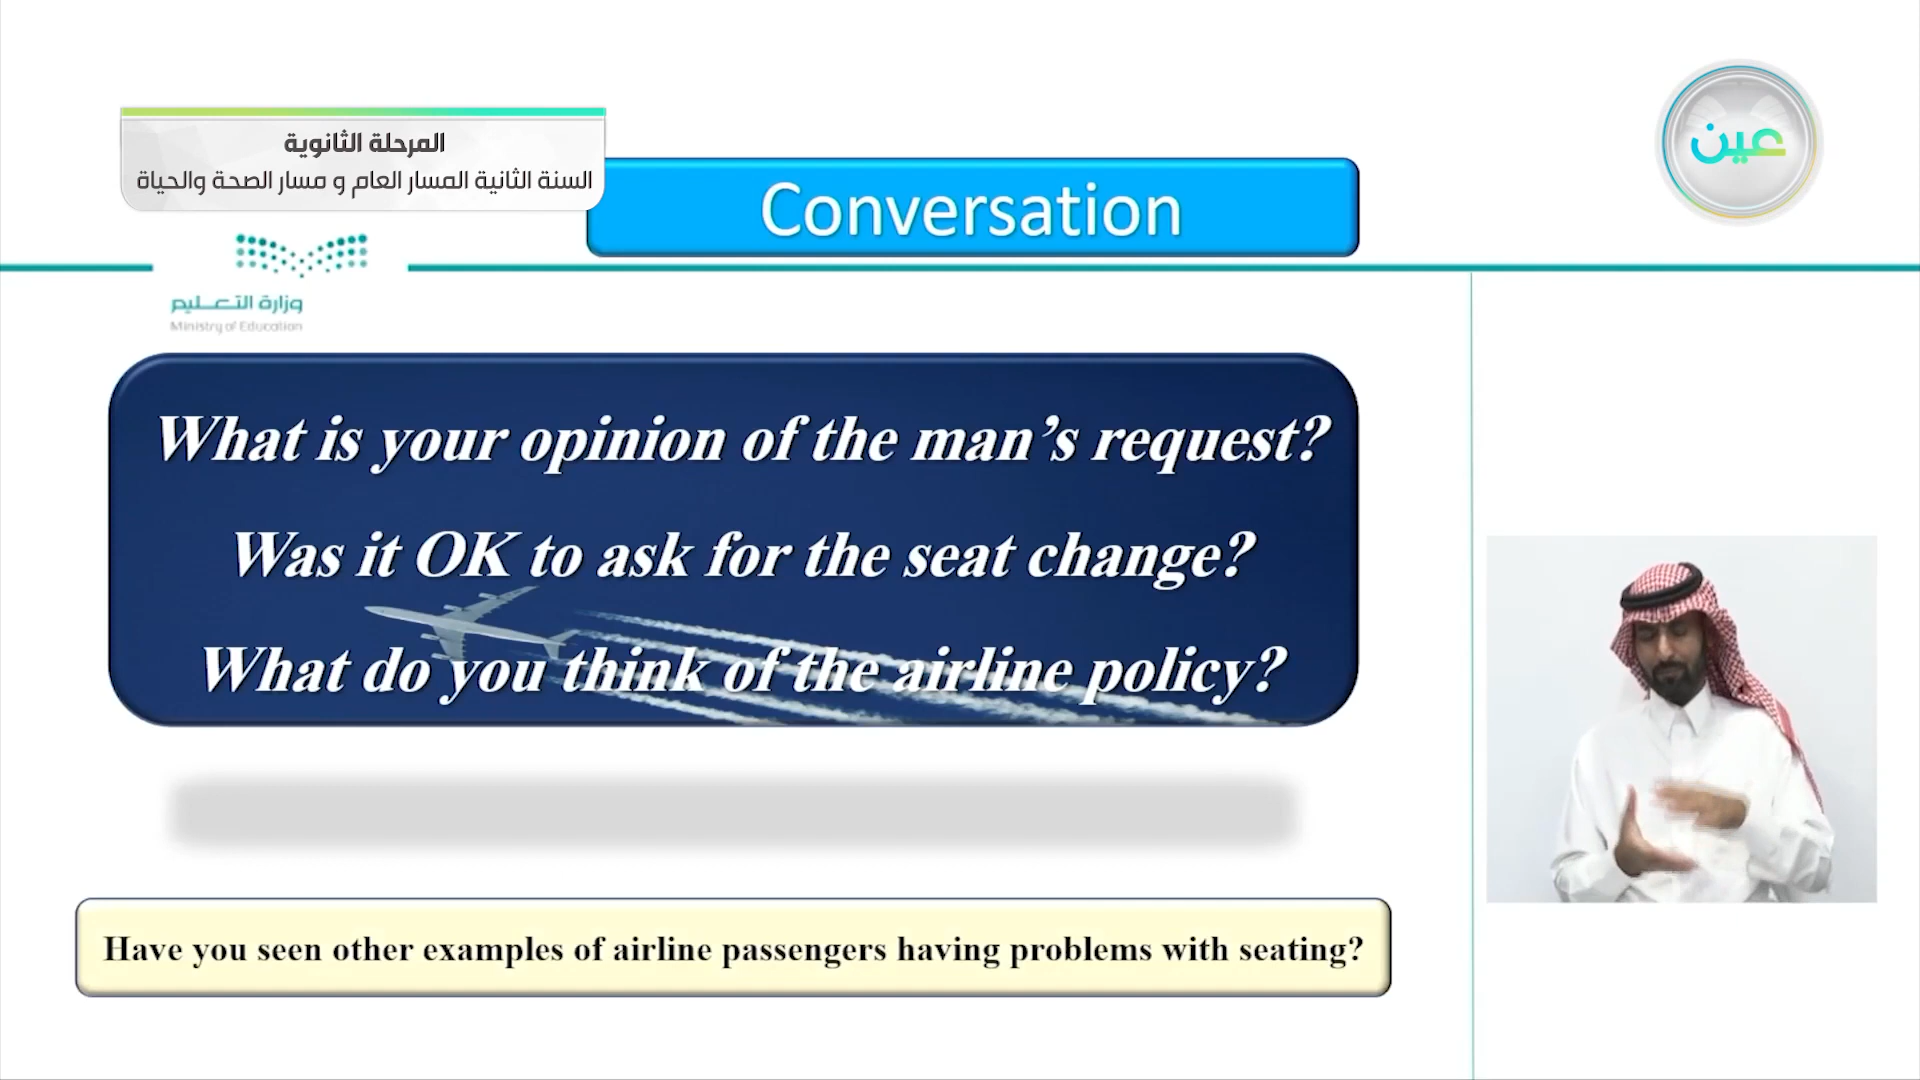 المرحلة الثانوية
السنة الثانية المسار العام و مسار الصحة والحياة
عين
Conversation
وزارة التعليم
Ministry of Education
What is your opinion of the man’s request?
Was it OK to ask for the seat change?
What do you think of the airline policy?
Have you seen other examples of airline passengers having problems with seating?